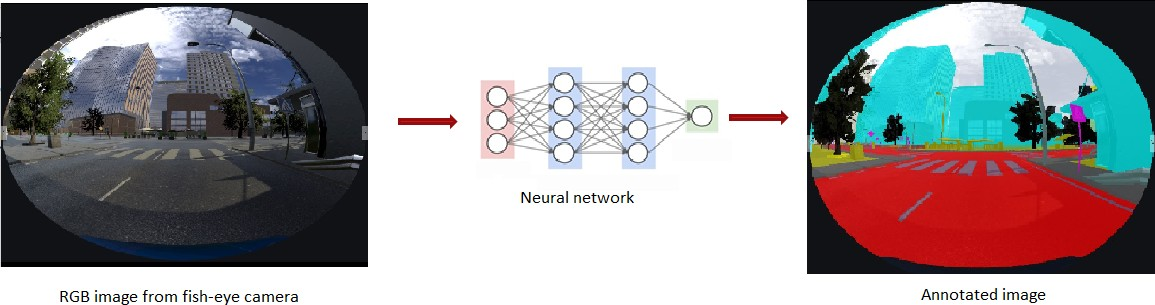 Neural network
RGB image from fish-eye camera
Annotated image